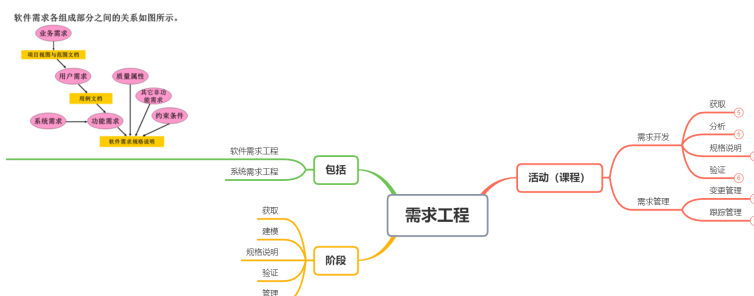 软件需求各组成部分之间的关系如图所示。
业务需求
项目视图与范围文档
用户需求
质量属性
其它非功
能需求
用例文档
约束条件
系统需求
功能需求
软件需求规格说明
软件需求工程
系统需求工程
包括
需求工程
阶段
获取
建模
规格说明
验证
管理
活动（课程）
需求开发
获取
分析
规格说明
验证
需求管理
变更管理
跟踪管理